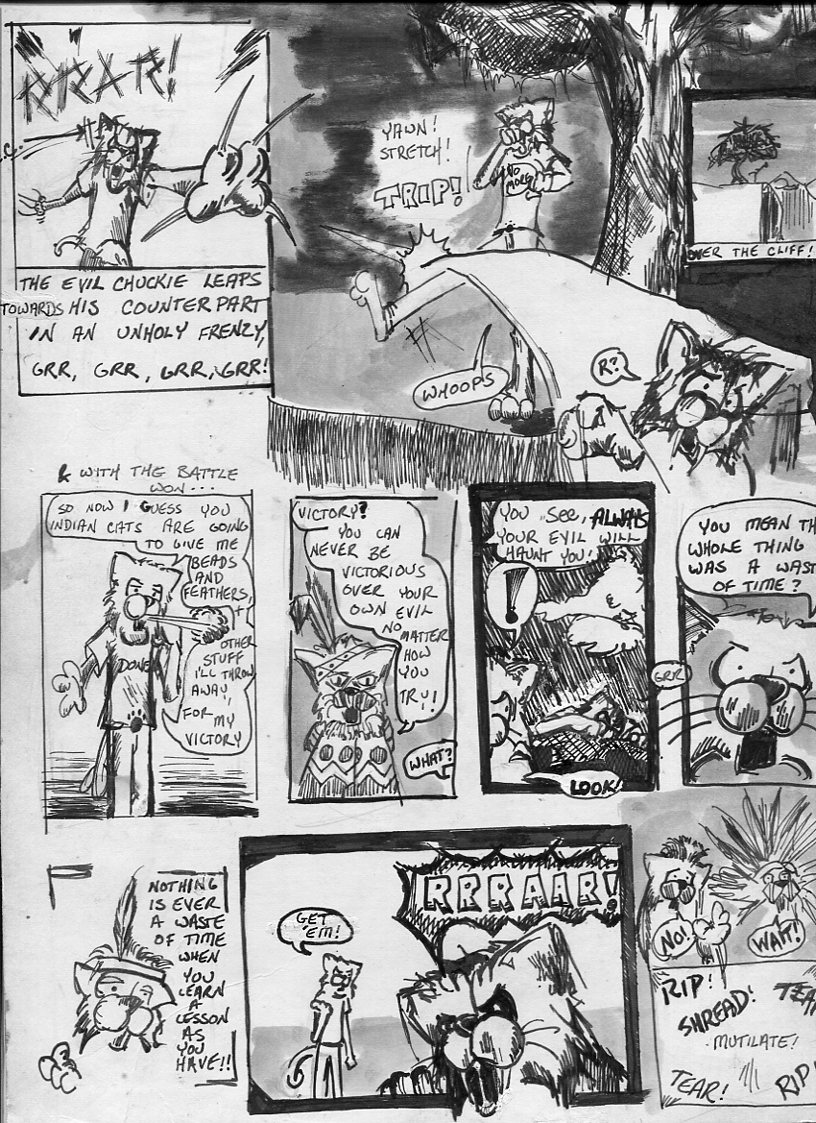 RRAR!
THE EVIL CHUCKIE LEAPS
TOWARDS HIS COUNTERPART
IN AN UNHOLY FRENZY,
GRR, GRR, GRR, GRR!
YAWN!
STRETCH!
TRIP!
NO
MORE
WHOOPS
R?
OVER THE CLIFF!
& WITH THE BATTLE
WON...
SO NOW I GUESS YOU
INDIAN CATS ARE GOING
TO GIVE ME
BEADS
AND
FEATHERS,
+
OTHER
STUFF
I'LL THROW
AWAY,
FOR
MY
VICTORY
DONE
VICTORY?
YOU CAN
NEVER BE
VICTORIOUS
OVER YOUR
OWN EVIL
NO
MATTER
HOW
YOU
TRY!
WHAT?
YOU SEE, ALWAYS
YOUR EVIL WILL
HAUNT YOU!
!
LOOK!
YOU MEAN TH
WHOLE THING
WAS A WASTE
OF TIME?
GRR
NOTHING
IS EVER
A WASTE
OF TIME
WHEN
YOU
LEARN
A
LESSON
AS
YOU
HAVE!!
GET
'EM!
RRRAAR!
NO!
WAIT!
RIP!
TEA
SHRED!
MUTILATE!
TEAR!
RIP!